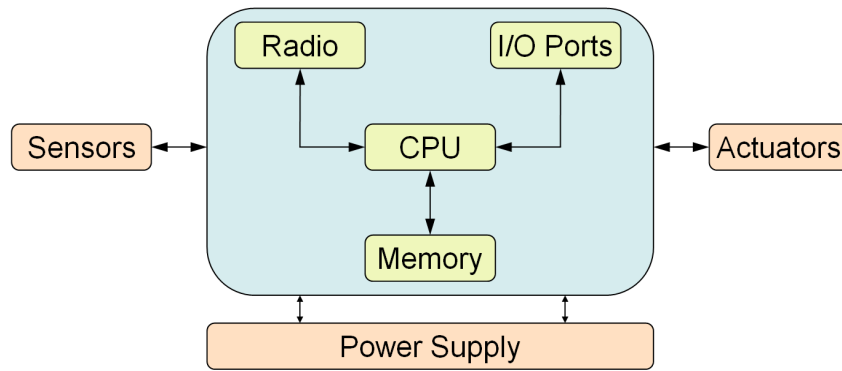 Radio
I/O Ports
Sensors
CPU
Actuators
Memory
Power Supply